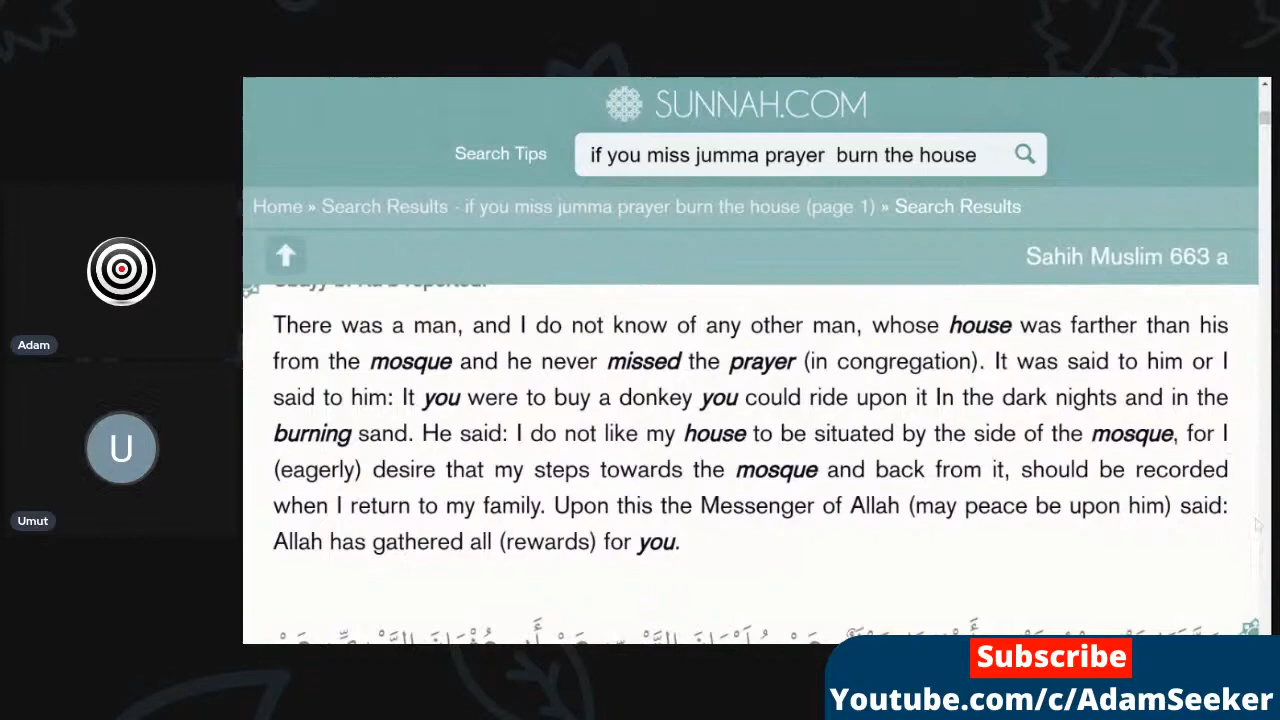 SUNNAH.COM
Search Tips
if you miss jumma prayer burn the house
Home » Search Results - if you miss jumma prayer burn the house (page 1) » Search Results
Sahih Muslim 663 a
There was a man, and I do not know of any other man, whose house was farther than his
from the mosque and he never missed the prayer (in congregation). It was said to him or I
said to him: It you were to buy a donkey you could ride upon it In the dark nights and in the
burning sand. He said: I do not like my house to be situated by the side of the mosque, for I
(eagerly) desire that my steps towards the mosque and back from it, should be recorded
when I return to my family. Upon this the Messenger of Allah (may peace be upon him) said:
Allah has gathered all (rewards) for you.
Adam
U
Umut
Subscribe
Youtube.com/c/AdamSeeker